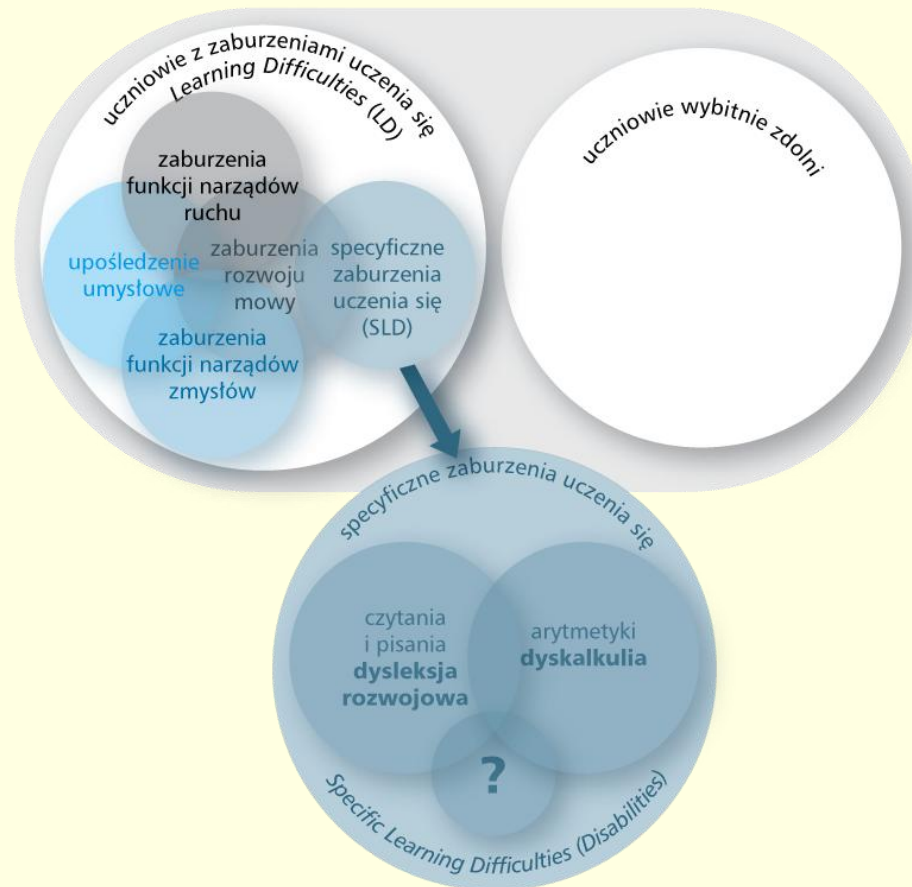 uczniowie z zaburzeniami uczenia się
Learning Difficulties (LD)
zaburzenia
funkcji narządów
ruchu
upośledzenie
umysłowe
zaburzenia
rozwoju
mowy
specyficzne
zaburzenia
uczenia się
(SLD)
zaburzenia
funkcji narządów
zmysłów
uczniowie wybitnie zdolni
specyficzne zaburzenia uczenia się
czytania
i pisania
dysleksja
rozwojowa
arytmetyki
dyskalkulia
?
Specific Learning Difficulties (Disabilities)